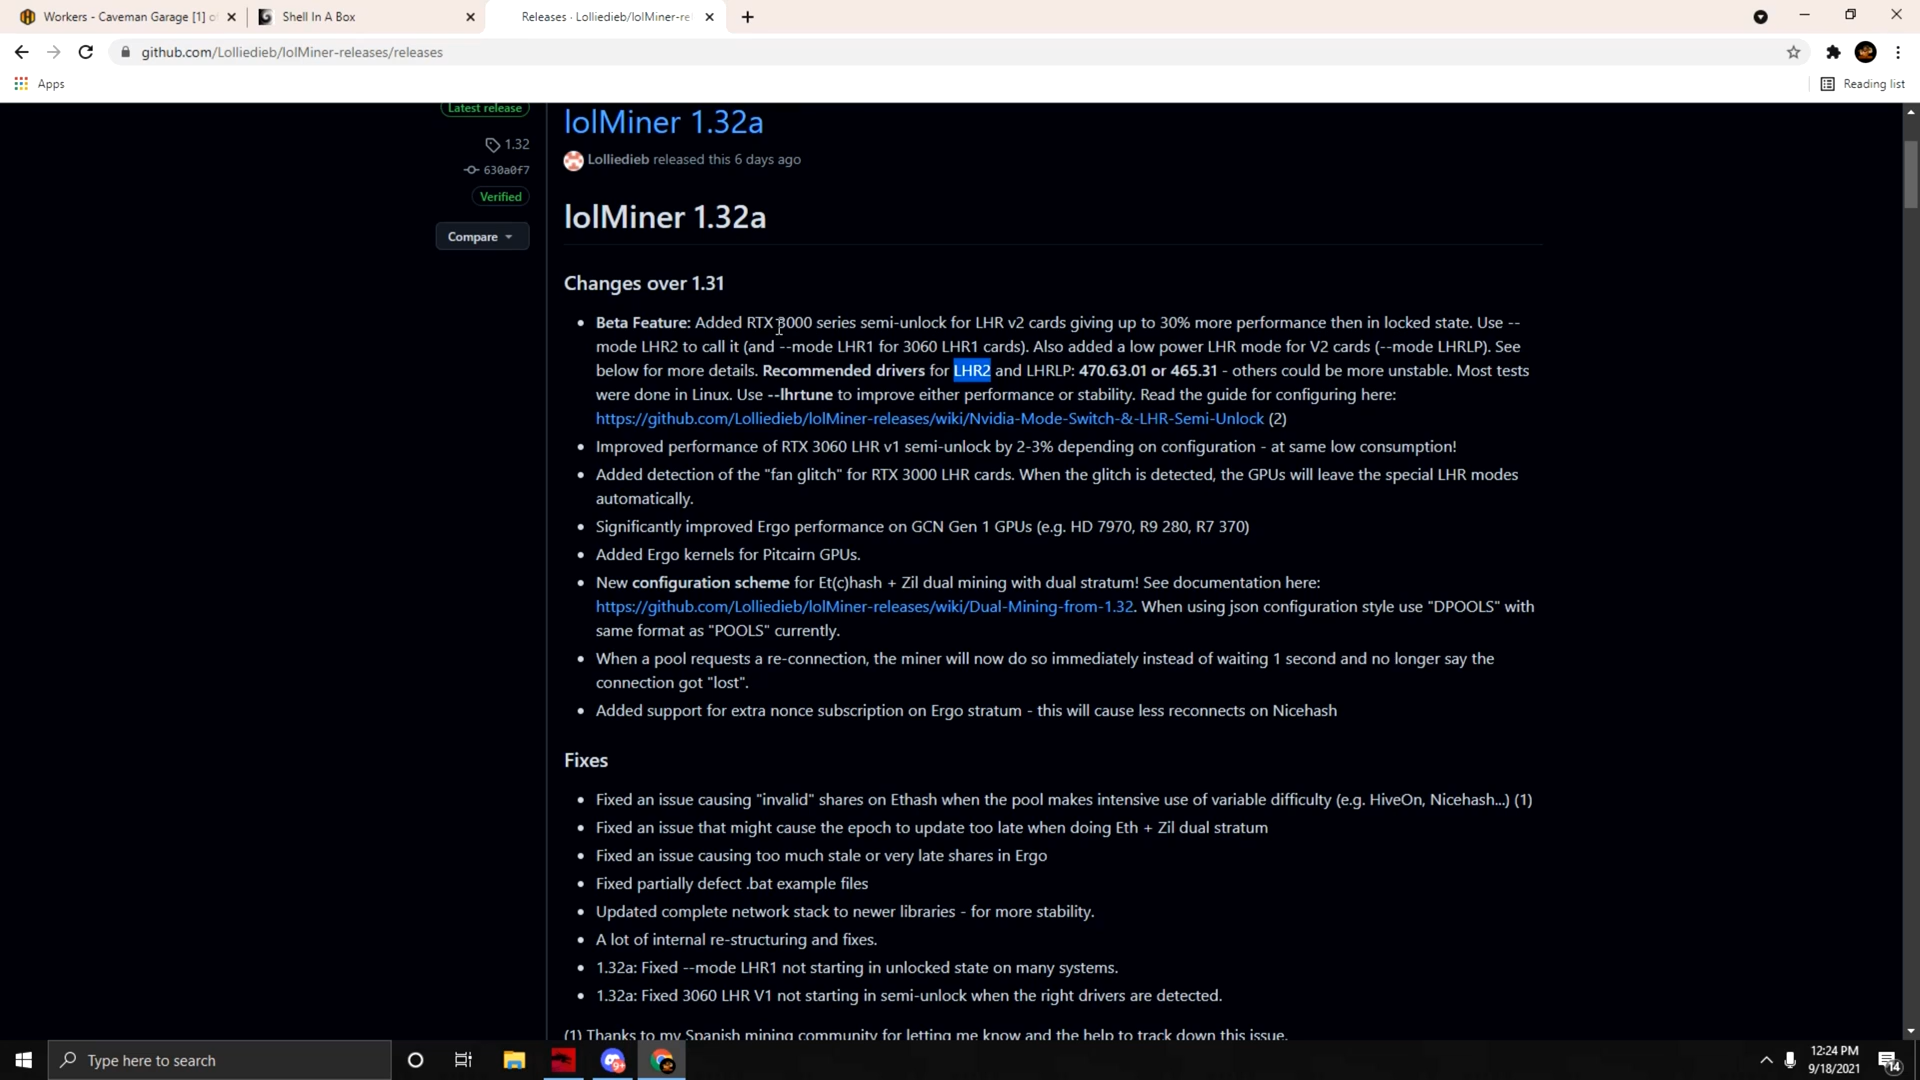 Workers - Caveman Garage [1] o
Shell In A Box
Releases · Lolliedieb/lolMiner-re
github.com/Lolliedieb/lolMiner-releases/releases
Apps
Reading list
Latest release
1.32
630a0f7
Verified
Compare
lolMiner 1.32a
Lolliedieb released this 6 days ago
lolMiner 1.32a
Changes over 1.31
Beta Feature: Added RTX 3000 series semi-unlock for LHR v2 cards giving up to 30% more performance then in locked state. Use --
mode LHR2 to call it (and --mode LHR1 for 3060 LHR1 cards). Also added a low power LHR mode for V2 cards (--mode LHRLP). See
below for more details. Recommended drivers for LHR2 and LHRLP: 470.63.01 or 465.31 - others could be more unstable. Most tests
were done in Linux. Use --lhrtune to improve either performance or stability. Read the guide for configuring here:
https://github.com/Lolliedieb/lolMiner-releases/wiki/Nvidia-Mode-Switch-&-LHR-Semi-Unlock (2)
Improved performance of RTX 3060 LHR v1 semi-unlock by 2-3% depending on configuration - at same low consumption!
Added detection of the "fan glitch" for RTX 3000 LHR cards. When the glitch is detected, the GPUs will leave the special LHR modes
automatically.
Significantly improved Ergo performance on GCN Gen 1 GPUs (e.g. HD 7970, R9 280, R7 370)
Added Ergo kernels for Pitcairn GPUs.
New configuration scheme for Et(c)hash + Zil dual mining with dual stratum! See documentation here:
https://github.com/Lolliedieb/lolMiner-releases/wiki/Dual-Mining-from-1.32. When using json configuration style use "DPOOLS" with
same format as "POOLS" currently.
When a pool requests a re-connection, the miner will now do so immediately instead of waiting 1 second and no longer say the
connection got "lost".
Added support for extra nonce subscription on Ergo stratum - this will cause less reconnects on Nicehash
Fixes
Fixed an issue causing "invalid" shares on Ethash when the pool makes intensive use of variable difficulty (e.g. HiveOn, Nicehash...) (1)
Fixed an issue that might cause the epoch to update too late when doing Eth + Zil dual stratum
Fixed an issue causing too much stale or very late shares in Ergo
Fixed partially defect .bat example files
Updated complete network stack to newer libraries - for more stability.
A lot of internal re-structuring and fixes.
1.32a: Fixed --mode LHR1 not starting in unlocked state on many systems.
1.32a: Fixed 3060 LHR V1 not starting in semi-unlock when the right drivers are detected.
(1) Thanks to my Spanish mining community for letting me know and the help to track down this issue.
Type here to search
12:24 PM
9/18/2021
14